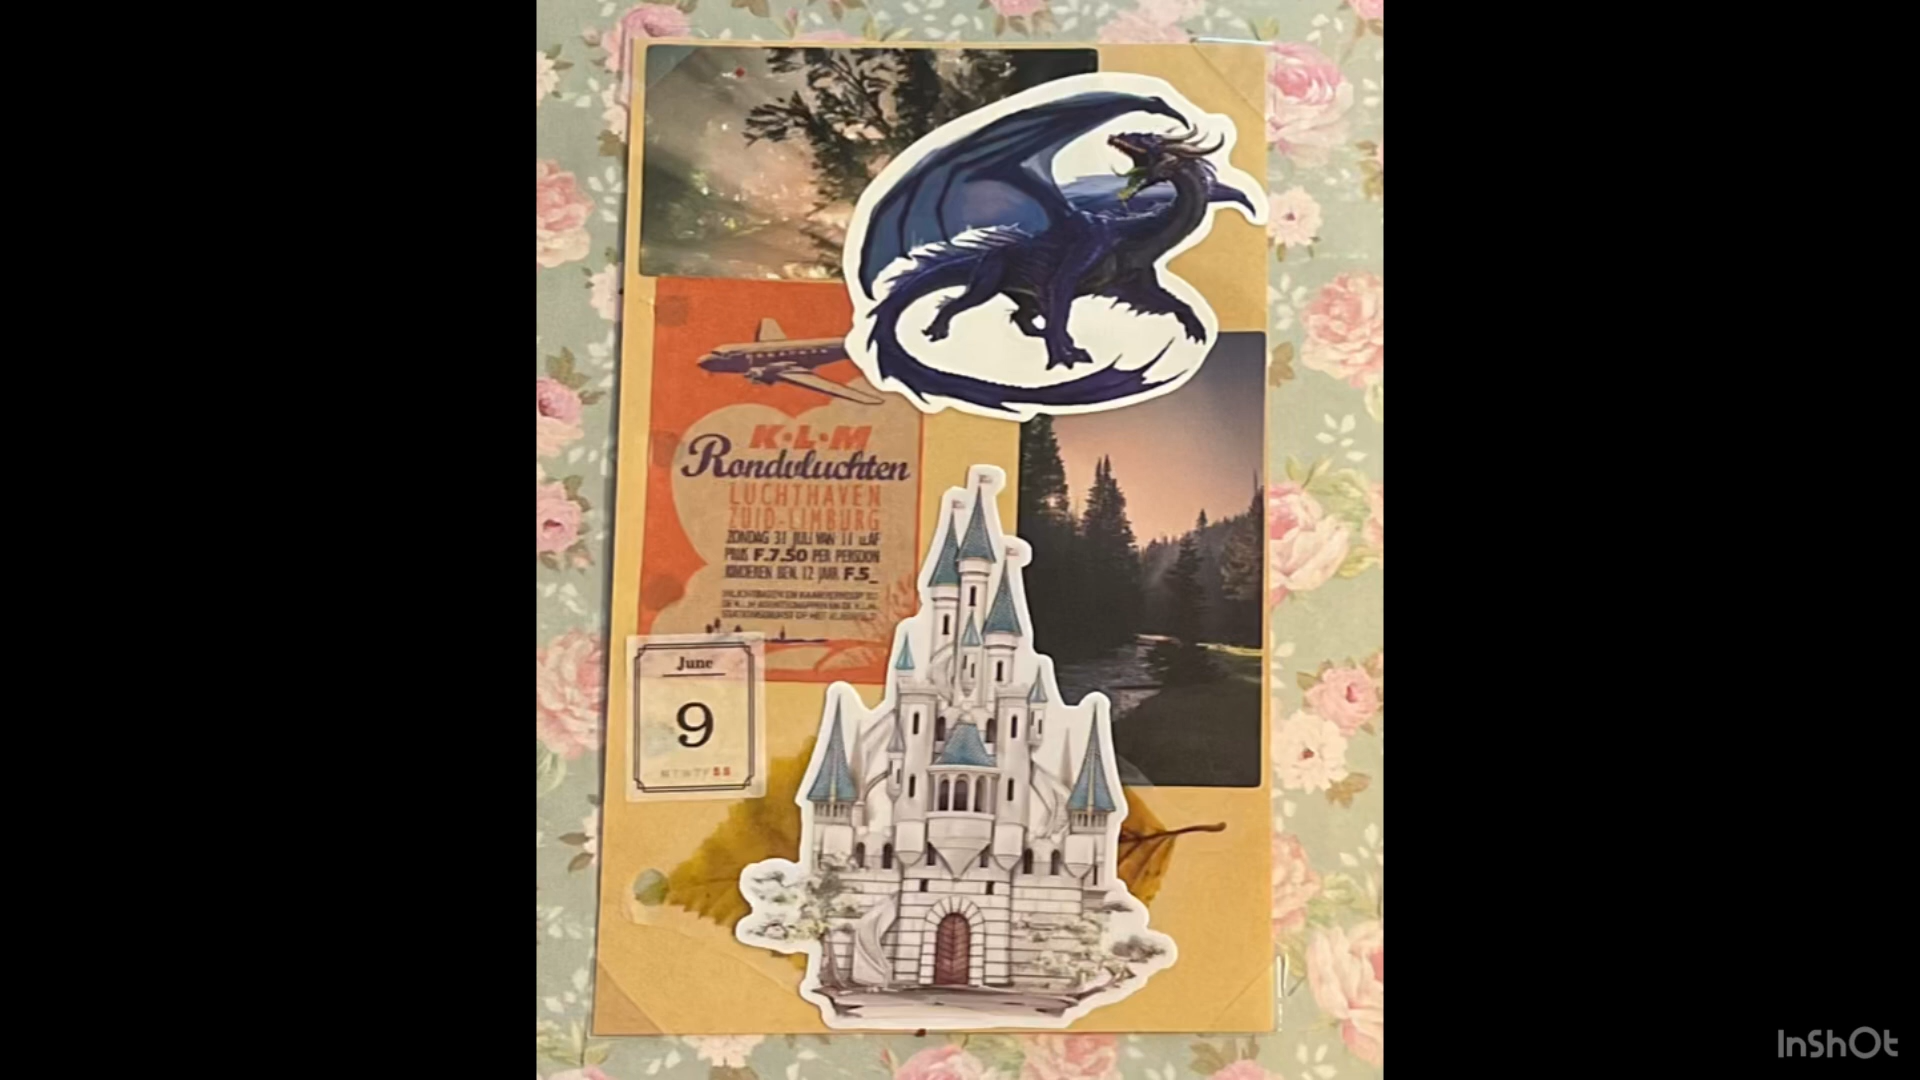 K·L·M
Rondvluchten
LUCHTHAVEN
ZUID-LIMBURG
ZONDAG 31 JULI VAN 11 u.AF
PRIJS F.7.50 PER PERSOON
KINDEREN BEN. 12 JAAR F.5_
June
9
MTWTFSS
InShOt